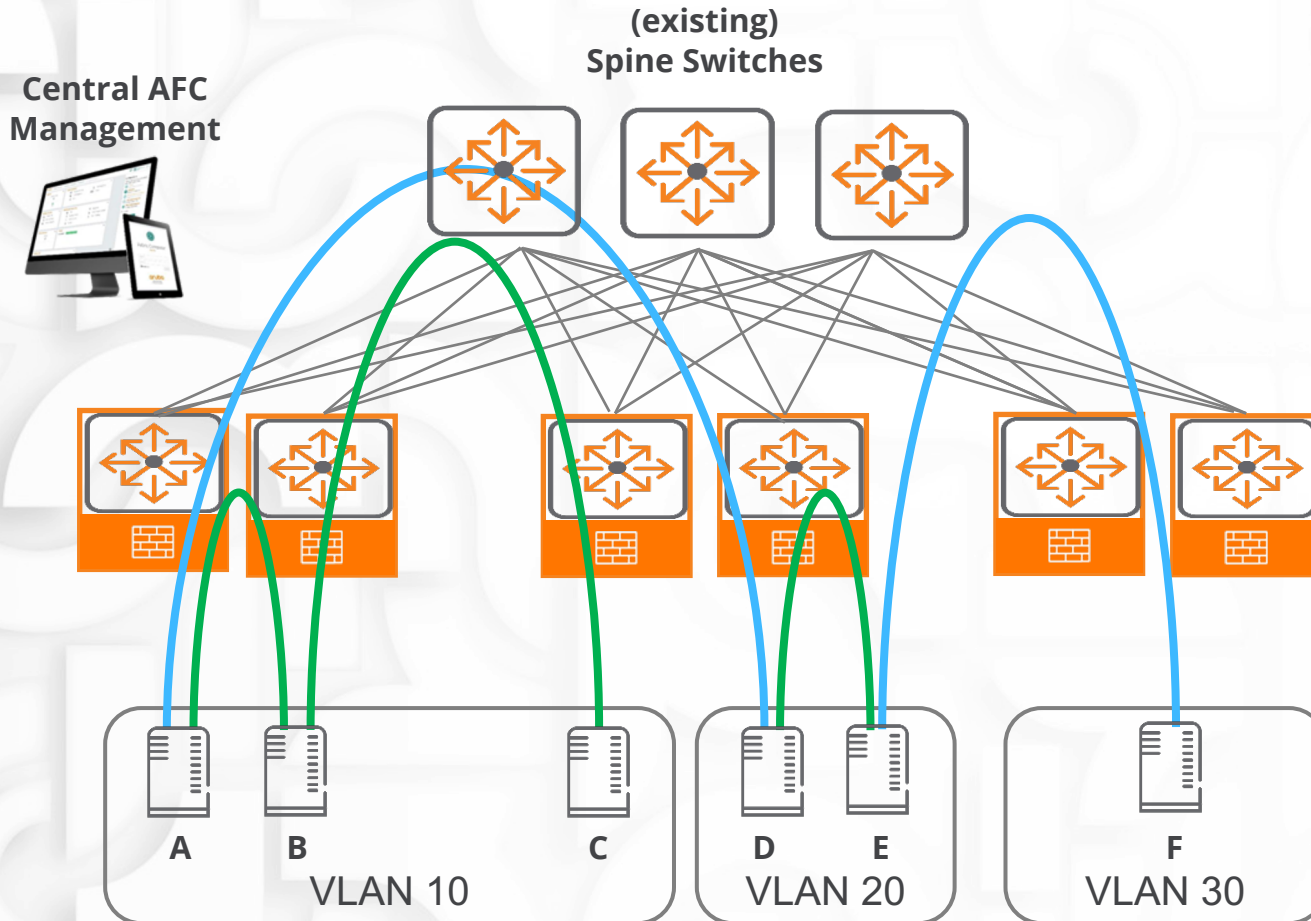 (existing)
Spine Switches
Central AFC
Management
A
B
C
D
E
F
VLAN 10
VLAN 20
VLAN 30